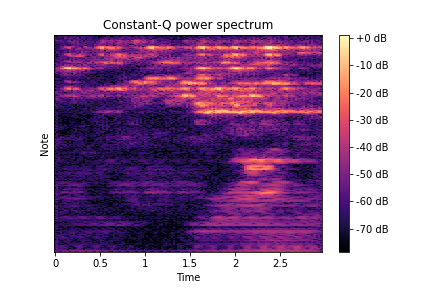 Constant-Q power spectrum
Note
+0 dB
-10 dB
-20 dB
-30 dB
-40 dB
-50 dB
-60 dB
-70 dB
0 0.5 1 1.5 2 2.5
Time